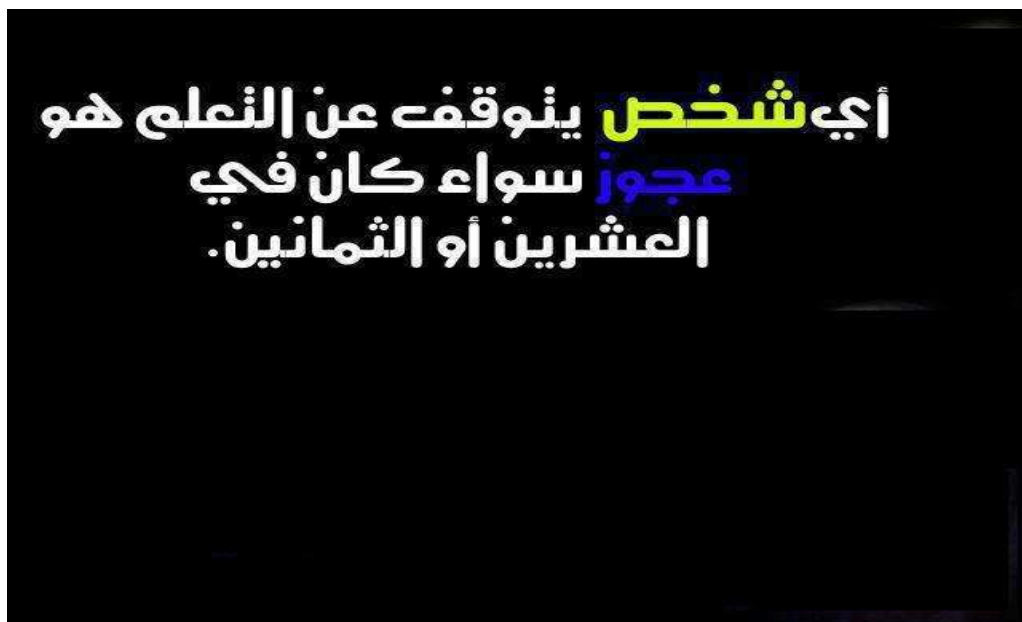 أي شخص يتوقف عن التعلم هو
عجوز سواء كان في
العشرين أو الثمانين.